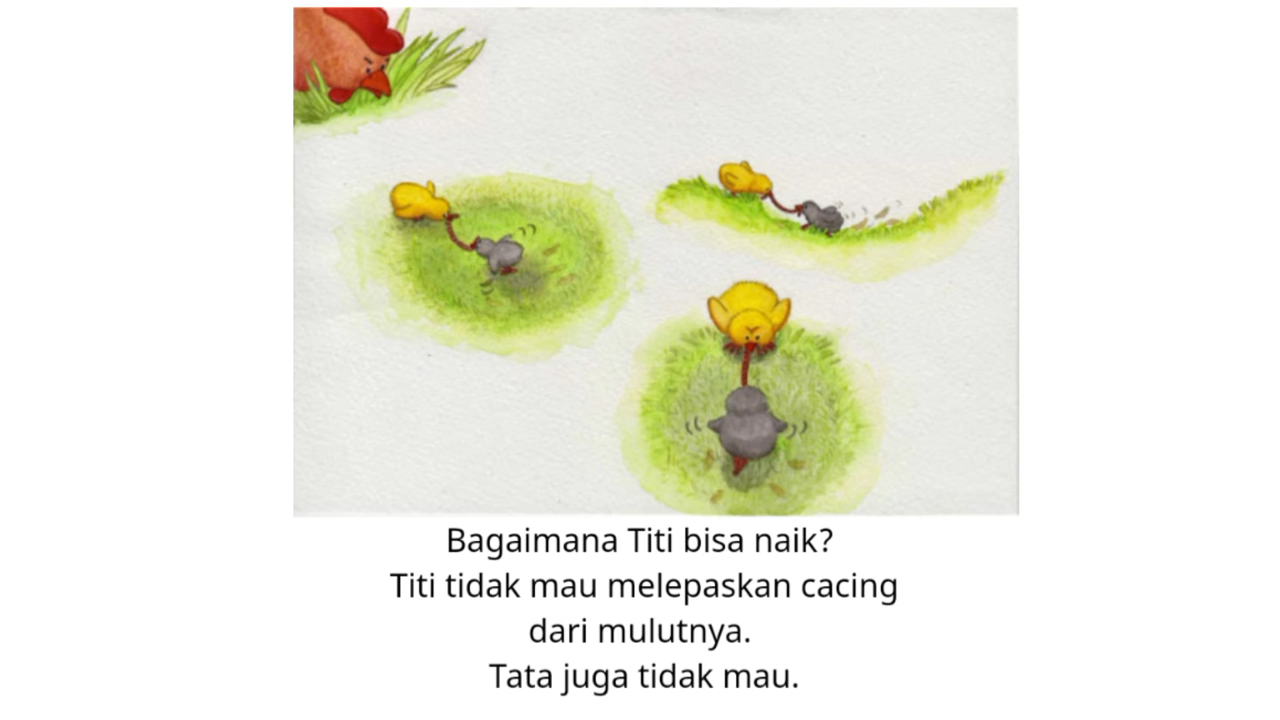 Bagaimana Titi bisa naik?
Titi tidak mau melepaskan cacing
dari mulutnya.
Tata juga tidak mau.